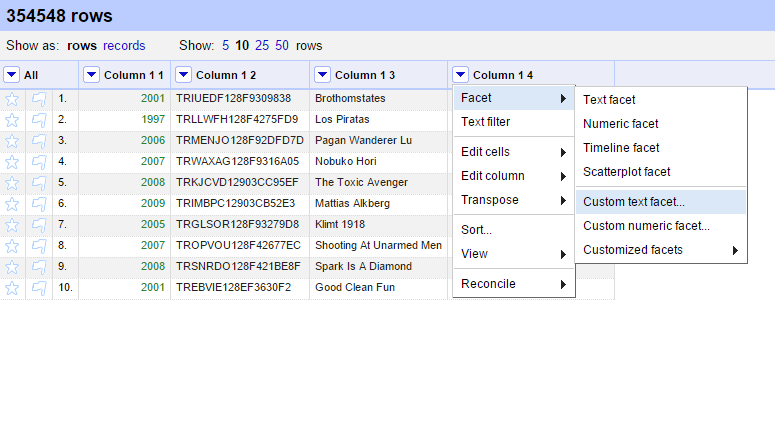 354548 rows
Show as: rows records Show: 5 10 25 50 rows
All Column 1 1 Column 1 2 Column 1 3 Column 1 4
1. 2001 TRIUEDF128F9309838 Brothomstates
2. 1997 TRLLWFH128F4275FD9 Los Piratas
3. 2006 TRMENJO128F92DFD7D Pagan Wanderer Lu
4. 2007 TRWAXAG128F9316A05 Nobuko Hori
5. 2008 TRKJCVD12903CC95EF The Toxic Avenger
6. 2009 TRIMBPC12903CB52E3 Mattias Alkberg
7. 2005 TRGLSOR128F93279D8 Klimt 1918
8. 2007 TROPVOU128F42677EC Shooting At Unarmed Men
9. 2008 TRSNRDO128F421BE8F Spark Is A Diamond
10. 2001 TREBVIE128EF3630F2 Good Clean Fun
Facet
Text filter
Edit cells
Edit column
Transpose
Sort...
View
Reconcile
Text facet
Numeric facet
Timeline facet
Scatterplot facet
Custom text facet...
Custom numeric facet...
Customized facets